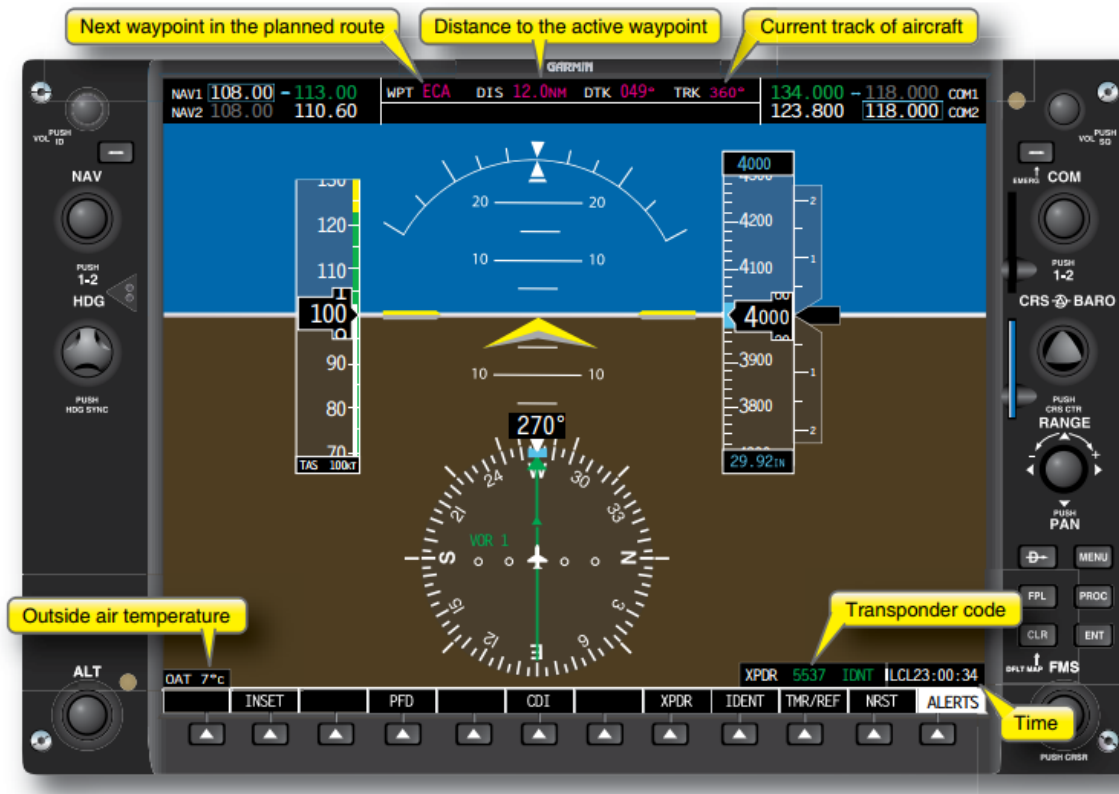 Next waypoint in the planned route
Distance to the active waypoint
Current track of aircraft
GARMIN
NAV1 108.00 113.00
NAV2 108.00 110.60
WPT ECA DIS 12.0NM DTK 049° TRK 360°
134.000 118.000 COM1
123.800 118.000 COM2
VOL PUSH ID
NAV
PUSH
1-2
HDG
PUSH
HDG SYNC
ALT
VOL PUSH SQ
EMERG
COM
PUSH
1-2
CRS BARO
PUSH
CRS CTR
RANGE
- +
PUSH
PAN
D MENU
FPL PROC
CLR ENT
DFLT MAP FMS
PUSH CRSR
130
120
110
100
90
80
70
TAS 100KT
20 20
10 10
10 10
4000
4300
4200
4100
4000
3900
3800
29.92IN
2
1
1
2
270°
W
30
33
N
3
6
E
12
15
S
21
24
VOR 1
Outside air temperature
Transponder code
OAT 7°C
XPDR 5537 IDNT LCL23:00:34
Time
INSET PFD CDI XPDR IDENT TMR/REF NRST ALERTS